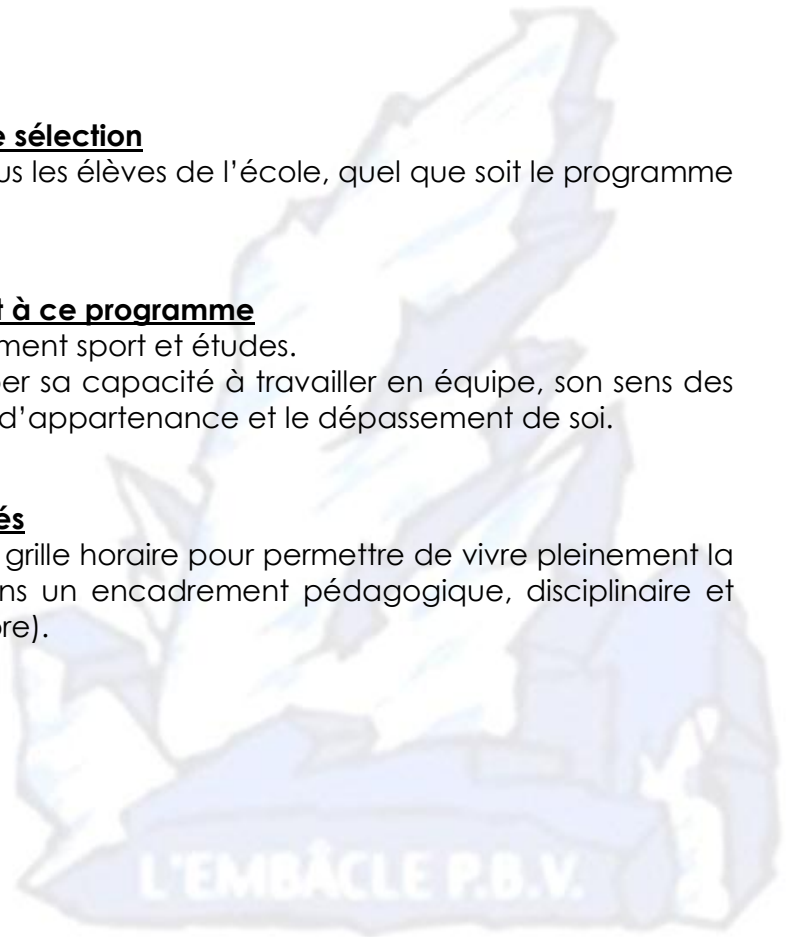 e sélection
us les élèves de l’école, quel que soit le programme
t à ce programme
ment sport et études.
er sa capacité à travailler en équipe, son sens des
d’appartenance et le dépassement de soi.
és
grille horaire pour permettre de vivre pleinement la
ns un encadrement pédagogique, disciplinaire et
re).
L'EMBÂCLE P.B.V.